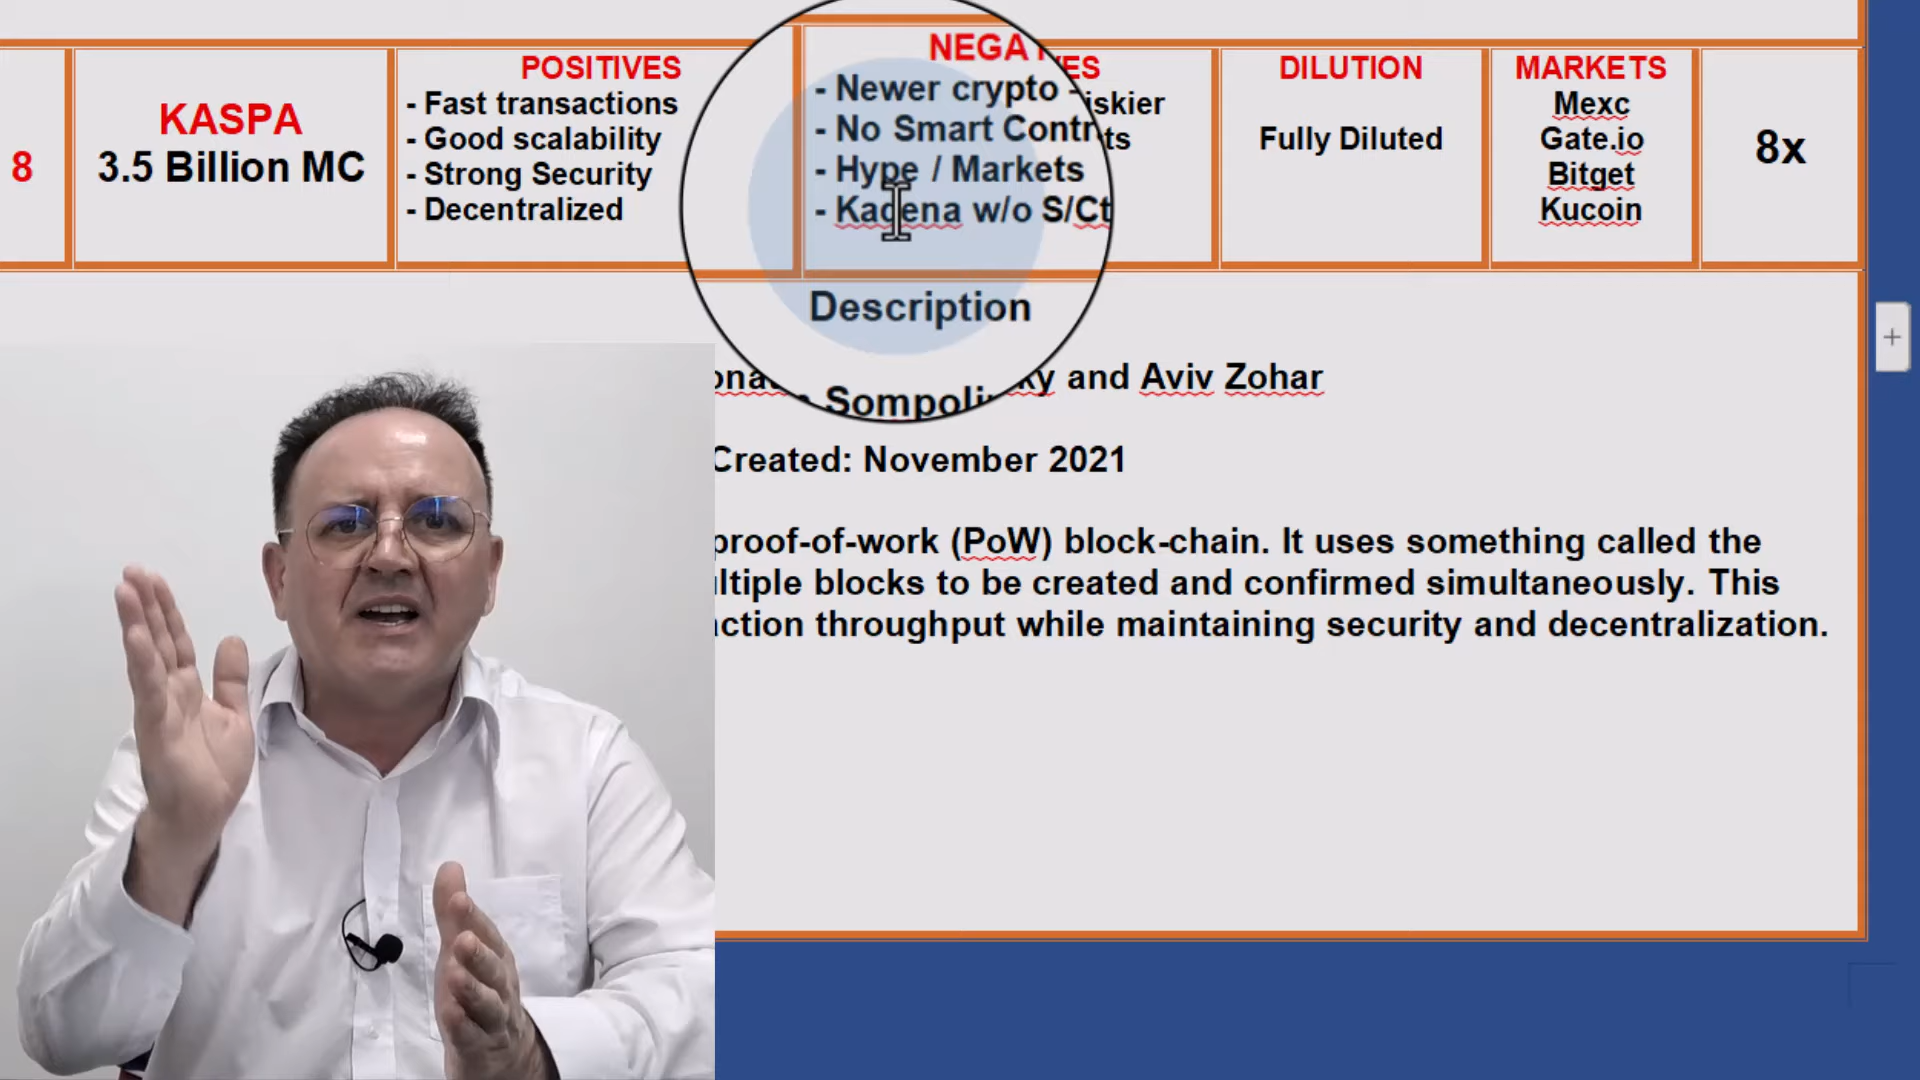 8
KASPA
3.5 Billion MC
POSITIVES
- Fast transactions
- Good scalability
- Strong Security
- Decentralized
NEGA VES
- Newer crypto - iskier
- No Smart Contr ts
- Hype / Markets
- Kadena w/o S/Ct
DILUTION
Fully Diluted
MARKETS
Mexc
Gate.io
Bitget
Kucoin
8x
Description
Sompoli ky and Aviv Zohar
Created: November 2021
proof-of-work (PoW) block-chain. It uses something called the
ltiple blocks to be created and confirmed simultaneously. This
ction throughput while maintaining security and decentralization.